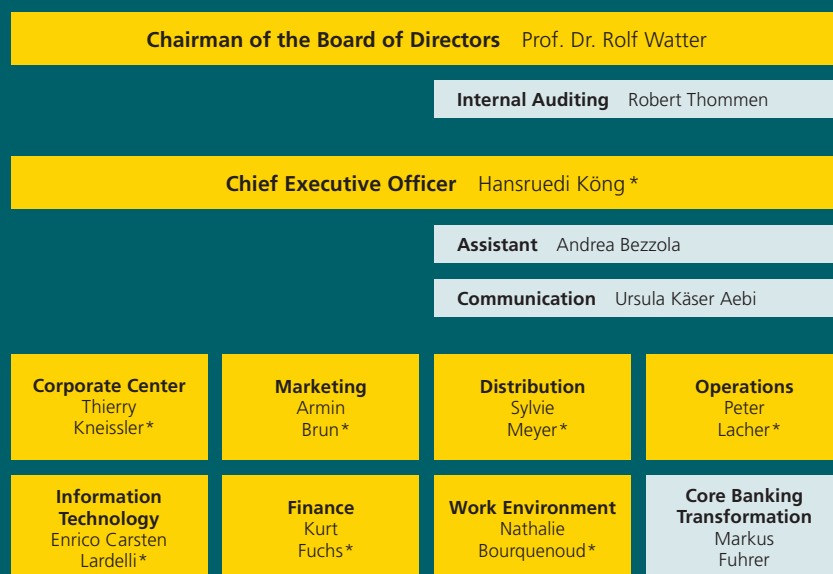 Chairman of the Board of Directors Prof. Dr. Rolf Watter
Internal Auditing Robert Thommen
Chief Executive Officer Hansruedi Köng*
Assistant Andrea Bezzola
Communication Ursula Käser Aebi
Corporate Center
Thierry
Kneissler*
Marketing
Armin
Brun*
Distribution
Sylvie
Meyer*
Operations
Peter
Lacher*
Information
Technology
Enrico Carsten
Lardelli*
Finance
Kurt
Fuchs*
Work Environment
Nathalie
Bourquenoud*
Core Banking
Transformation
Markus
Fuhrer